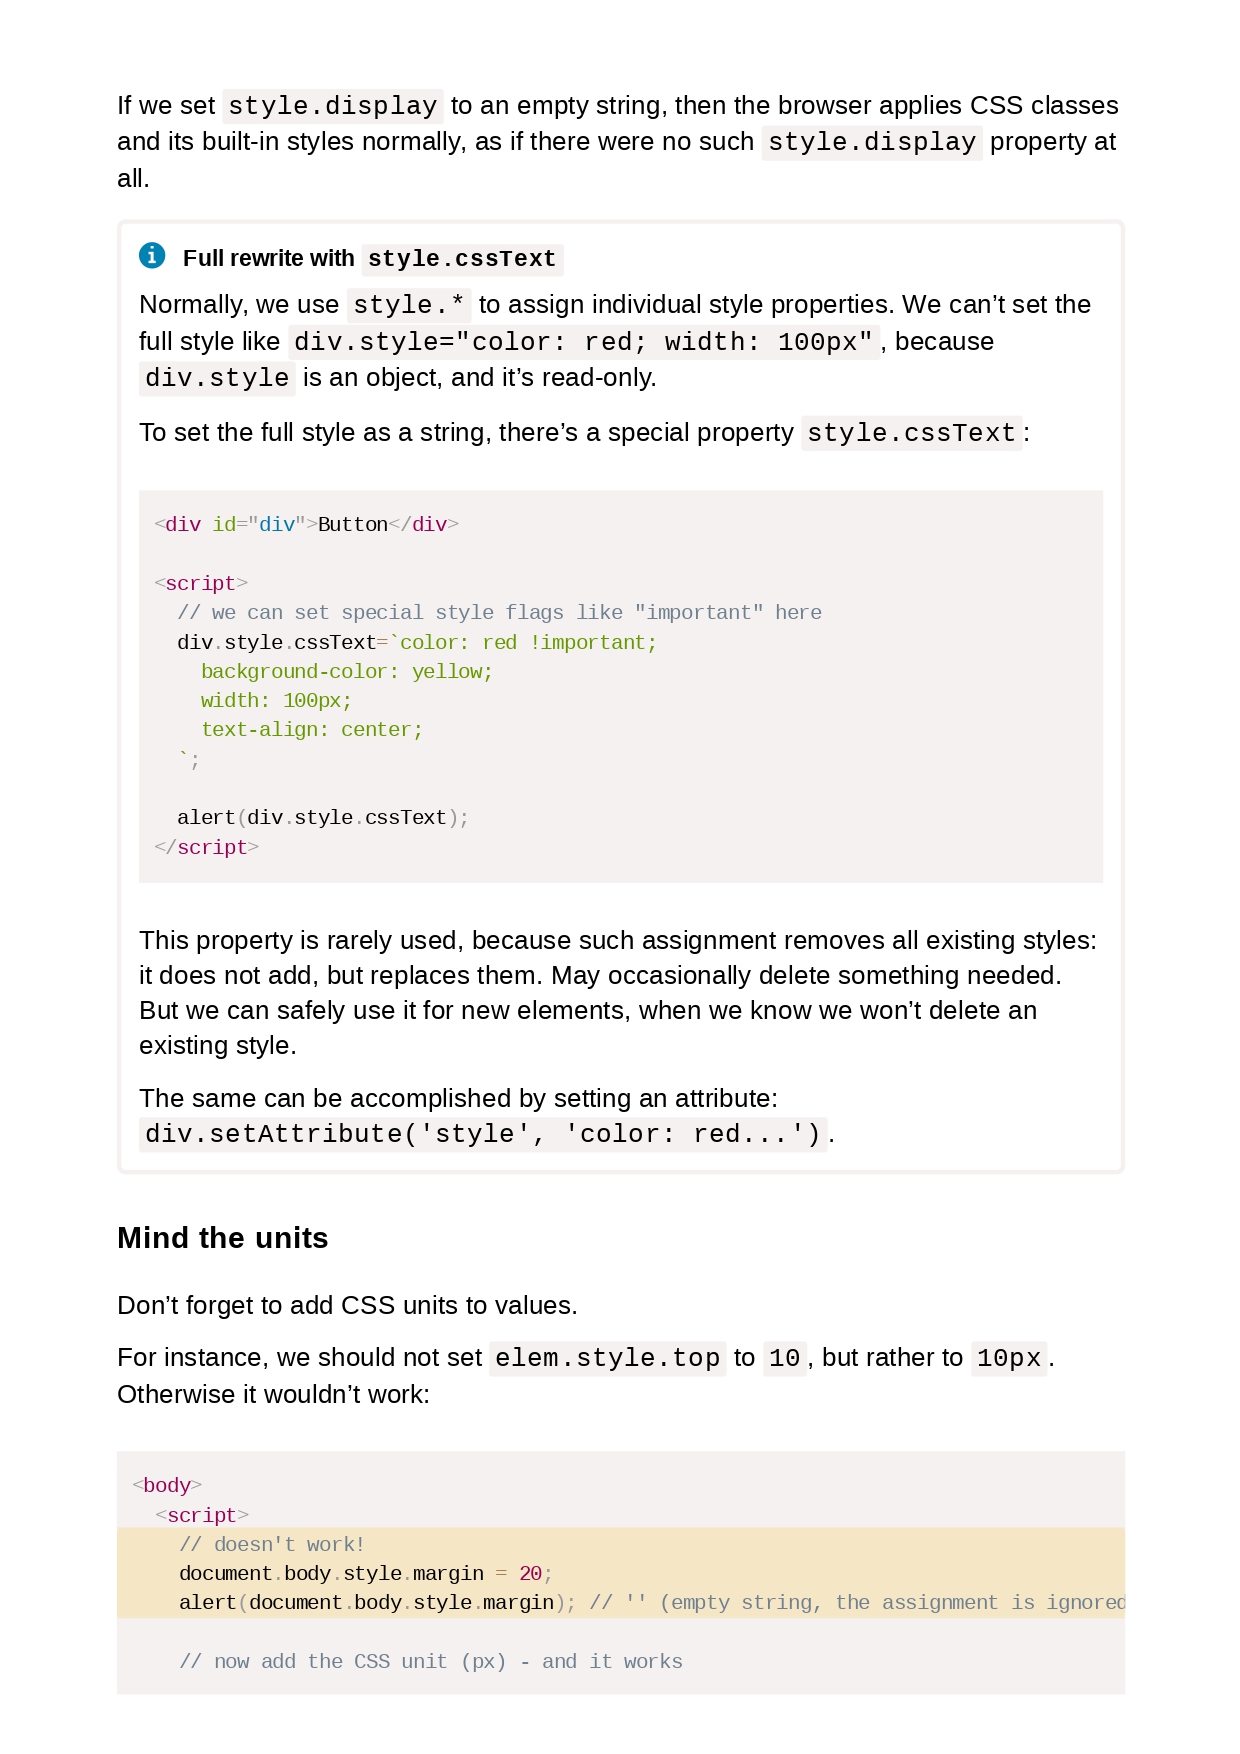 If we set style.display to an empty string, then the browser applies CSS classes
and its built-in styles normally, as if there were no such style.display property at
all.
Full rewrite with style.cssText
Normally, we use style.* to assign individual style properties. We can’t set the
full style like div.style="color: red; width: 100px", because
div.style is an object, and it’s read-only.
To set the full style as a string, there’s a special property style.cssText:
<div id="div">Button</div>
<script>
  // we can set special style flags like "important" here
  div.style.cssText=`color: red !important;
    background-color: yellow;
    width: 100px;
    text-align: center;
  `;
  alert(div.style.cssText);
</script>
This property is rarely used, because such assignment removes all existing styles:
it does not add, but replaces them. May occasionally delete something needed.
But we can safely use it for new elements, when we know we won’t delete an
existing style.
The same can be accomplished by setting an attribute:
div.setAttribute('style', 'color: red...').
Mind the units
Don’t forget to add CSS units to values.
For instance, we should not set elem.style.top to 10, but rather to 10px.
Otherwise it wouldn’t work:
<body>
  <script>
    // doesn't work!
    document.body.style.margin = 20;
    alert(document.body.style.margin); // '' (empty string, the assignment is ignored
    // now add the CSS unit (px) - and it works